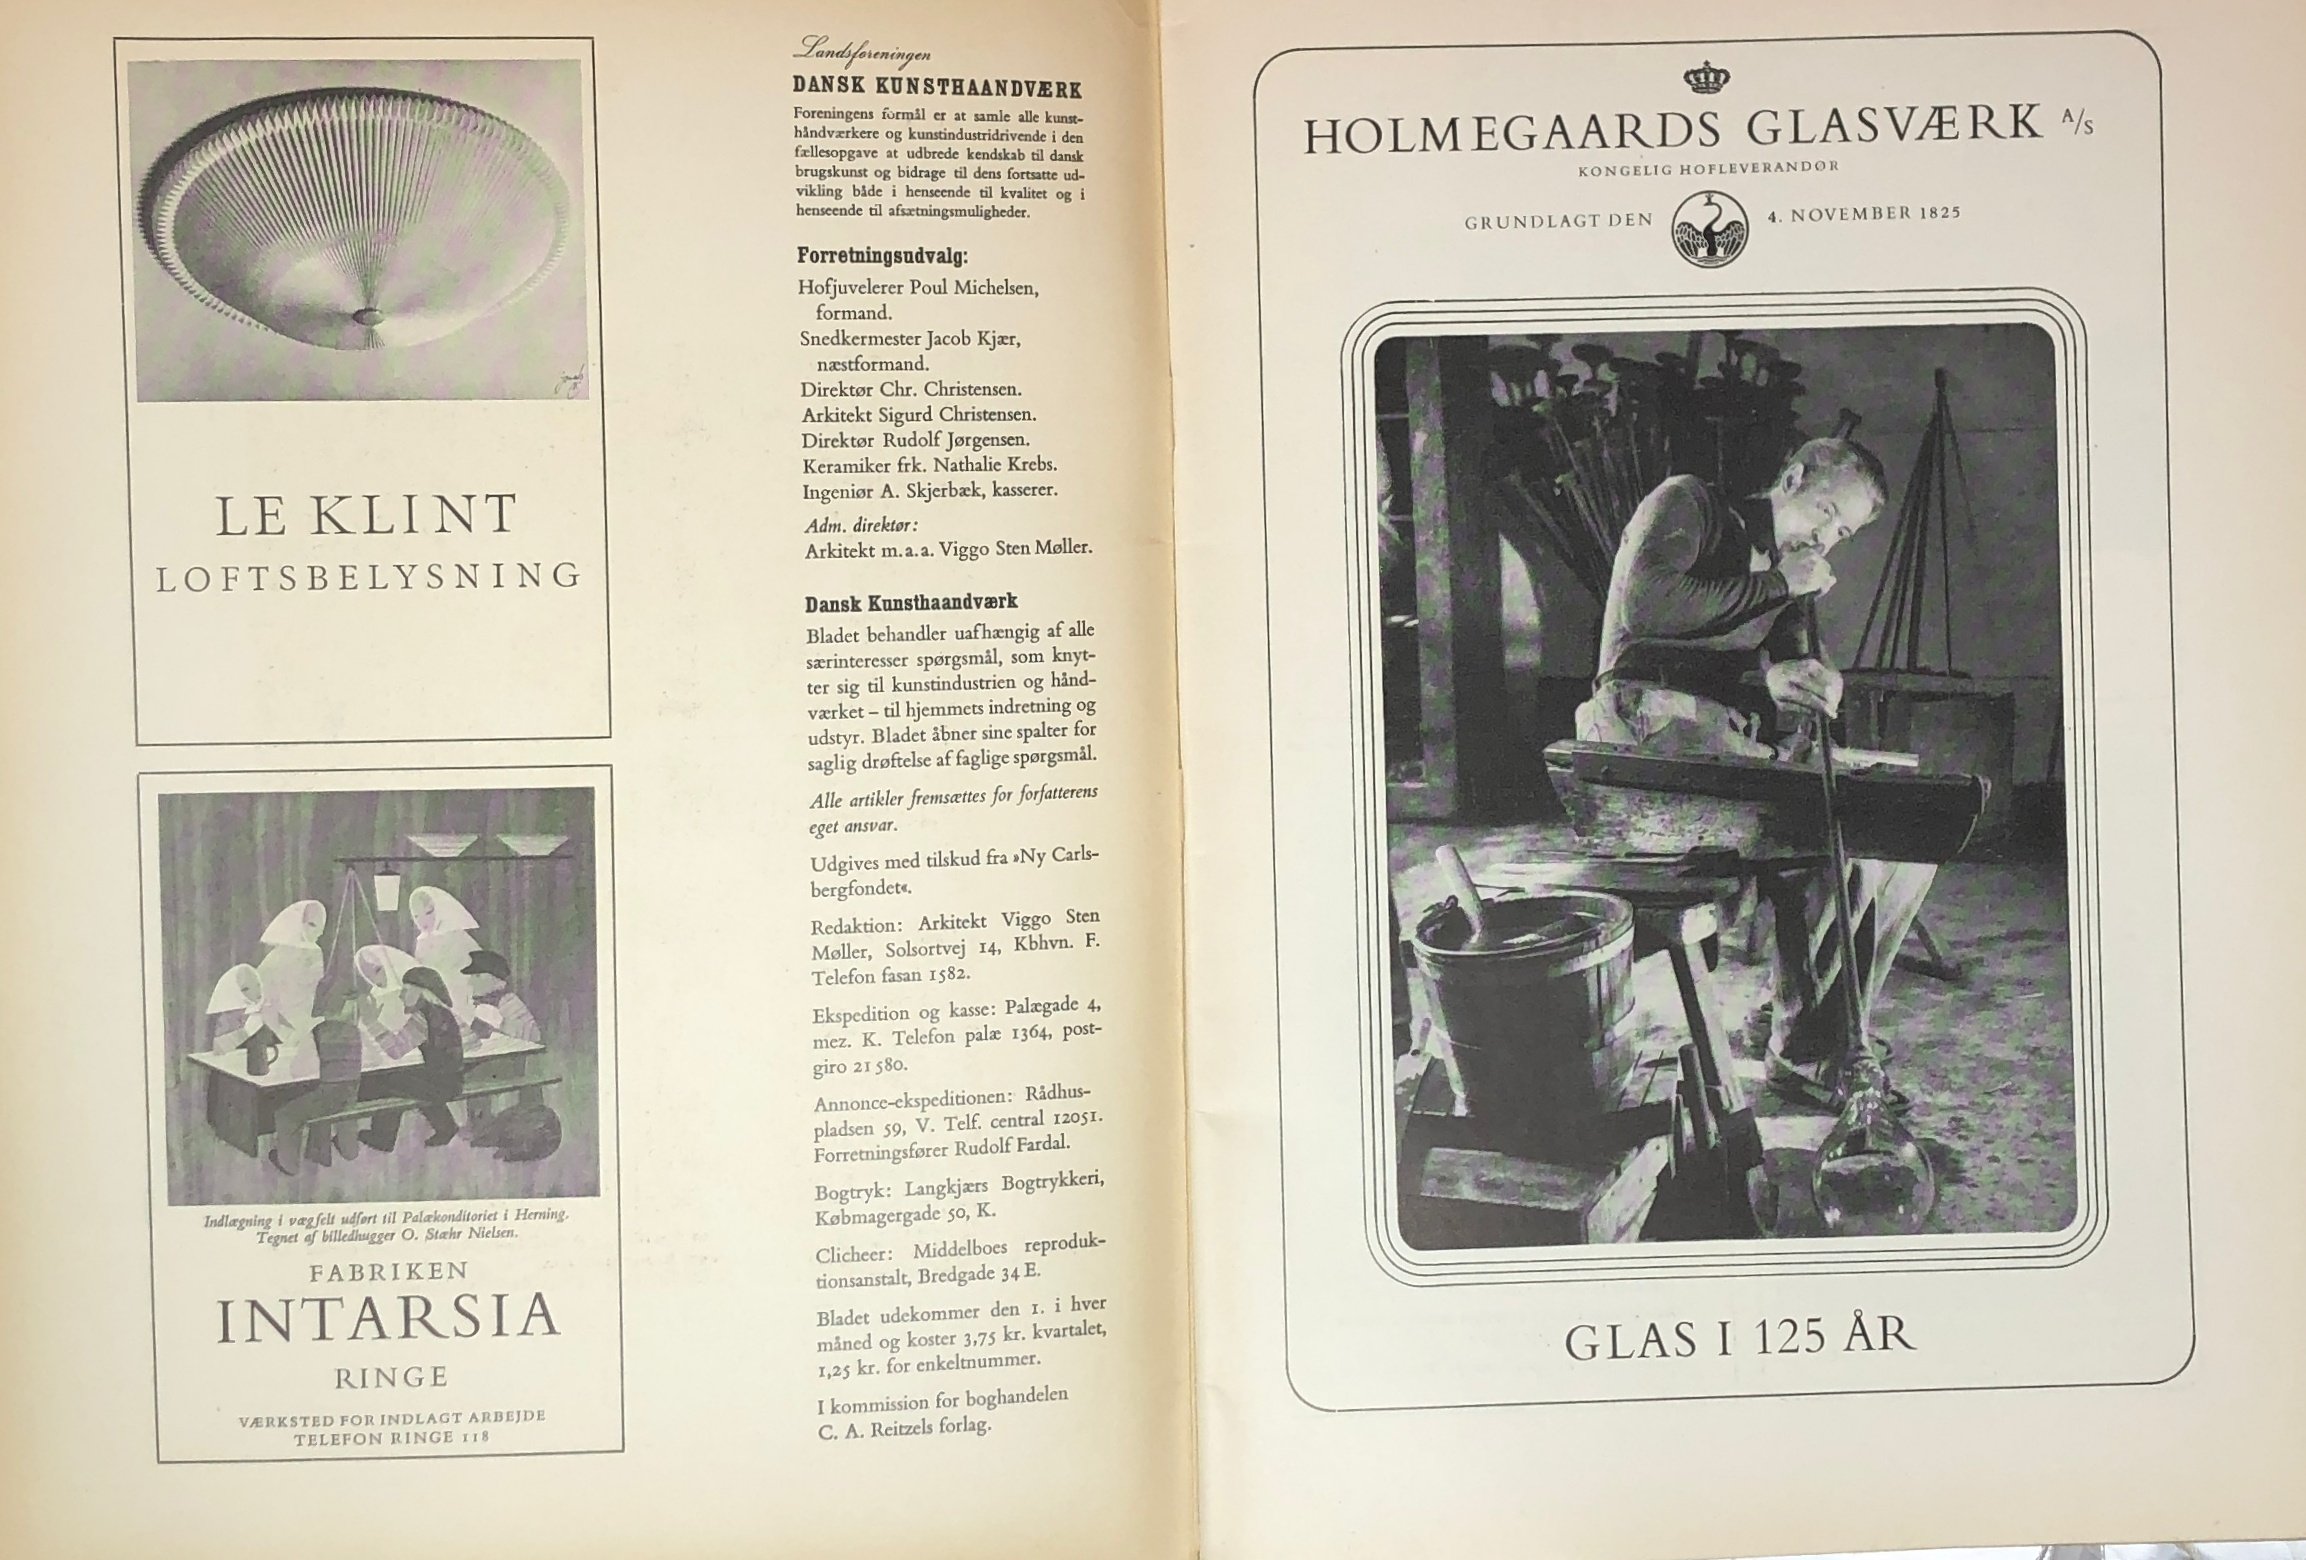 LE KLINT
LOFTSBELYSNING
Indlægning i vægfelt udført til Palækonditoriet i Herning.
Tegnet af billedhugger O. Stæhr Nielsen.
FABRIKEN
INTARSIA
RINGE
VÆRKSTED FOR INDLAGT ARBEJDE
TELEFON RINGE 118
Landsforeningen
DANSK KUNSTHAANDVÆRK
Foreningens formål er at samle alle kunst-
håndværkere og kunstindustridrivende i den
fællesopgave at udbrede kendskab til dansk
brugskunst og bidrage til dens fortsatte ud-
vikling både i henseende til kvalitet og i
henseende til afsætningsmuligheder.
Forretningsudvalg:
Hofjuvelerer Poul Michelsen,
formand.
Snedkermester Jacob Kjær,
næstformand.
Direktør Chr. Christensen.
Arkitekt Sigurd Christensen.
Direktør Rudolf Jørgensen.
Keramiker frk. Nathalie Krebs.
Ingeniør A. Skjerbæk, kasserer.
Adm. direktør:
Arkitekt m.a.a. Viggo Sten Møller.
Dansk Kunsthaandværk
Bladet behandler uafhængig af alle
særinteresser spørgsmål, som knyt-
ter sig til kunstindustrien og hånd-
værket – til hjemmets indretning og
udstyr. Bladet åbner sine spalter for
saglig drøftelse af faglige spørgsmål.
Alle artikler fremsættes for forfatterens
eget ansvar.
Udgives med tilskud fra »Ny Carls-
bergfondet«.
Redaktion: Arkitekt Viggo Sten
Møller, Solsortvej 14, Kbhvn. F.
Telefon fasan 1582.
Ekspedition og kasse: Palægade 4,
mez. K. Telefon palæ 1364, post-
giro 21 580.
Annonce-ekspeditionen: Rådhus-
pladsen 59, V. Telf. central 12051.
Forretningsfører Rudolf Fardal.
Bogtryk: Langkjærs Bogtrykkeri,
Købmagergade 50, K.
Clicheer: Middelboes reproduk-
tionsanstalt, Bredgade 34 E.
Bladet udekommer den 1. i hver
måned og koster 3,75 kr. kvartalet,
1,25 kr. for enkeltnummer.
I kommission for boghandelen
C. A. Reitzels forlag.
HOLMEGAARDS GLASVÆRK A/S
KONGELIG HOFLEVERANDØR
GRUNDLAGT DEN 4. NOVEMBER 1825
GLAS I 125 ÅR